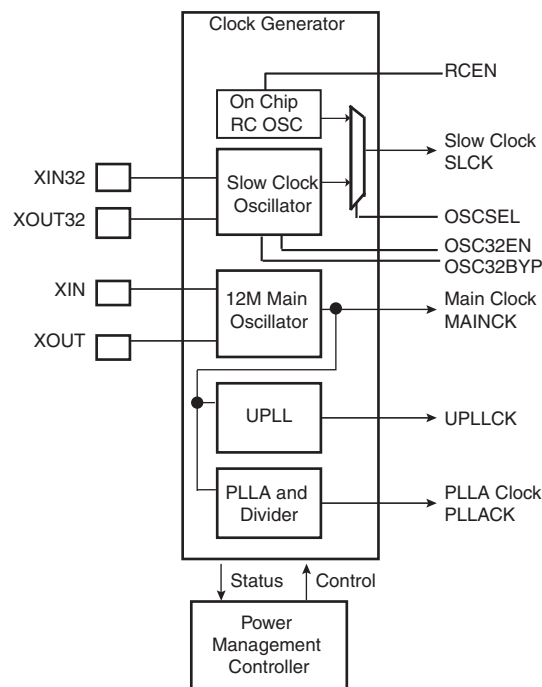 Clock Generator
RCEN
On Chip
RC OSC
Slow Clock
SLCK
XIN32
Slow Clock
Oscillator
XOUT32
OSCSEL
OSC32EN
OSC32BYP
XIN
12M Main
Oscillator
Main Clock
MAINCK
XOUT
UPLL
UPLLCK
PLLA and
Divider
PLLA Clock
PLLACK
Status
Control
Power
Management
Controller